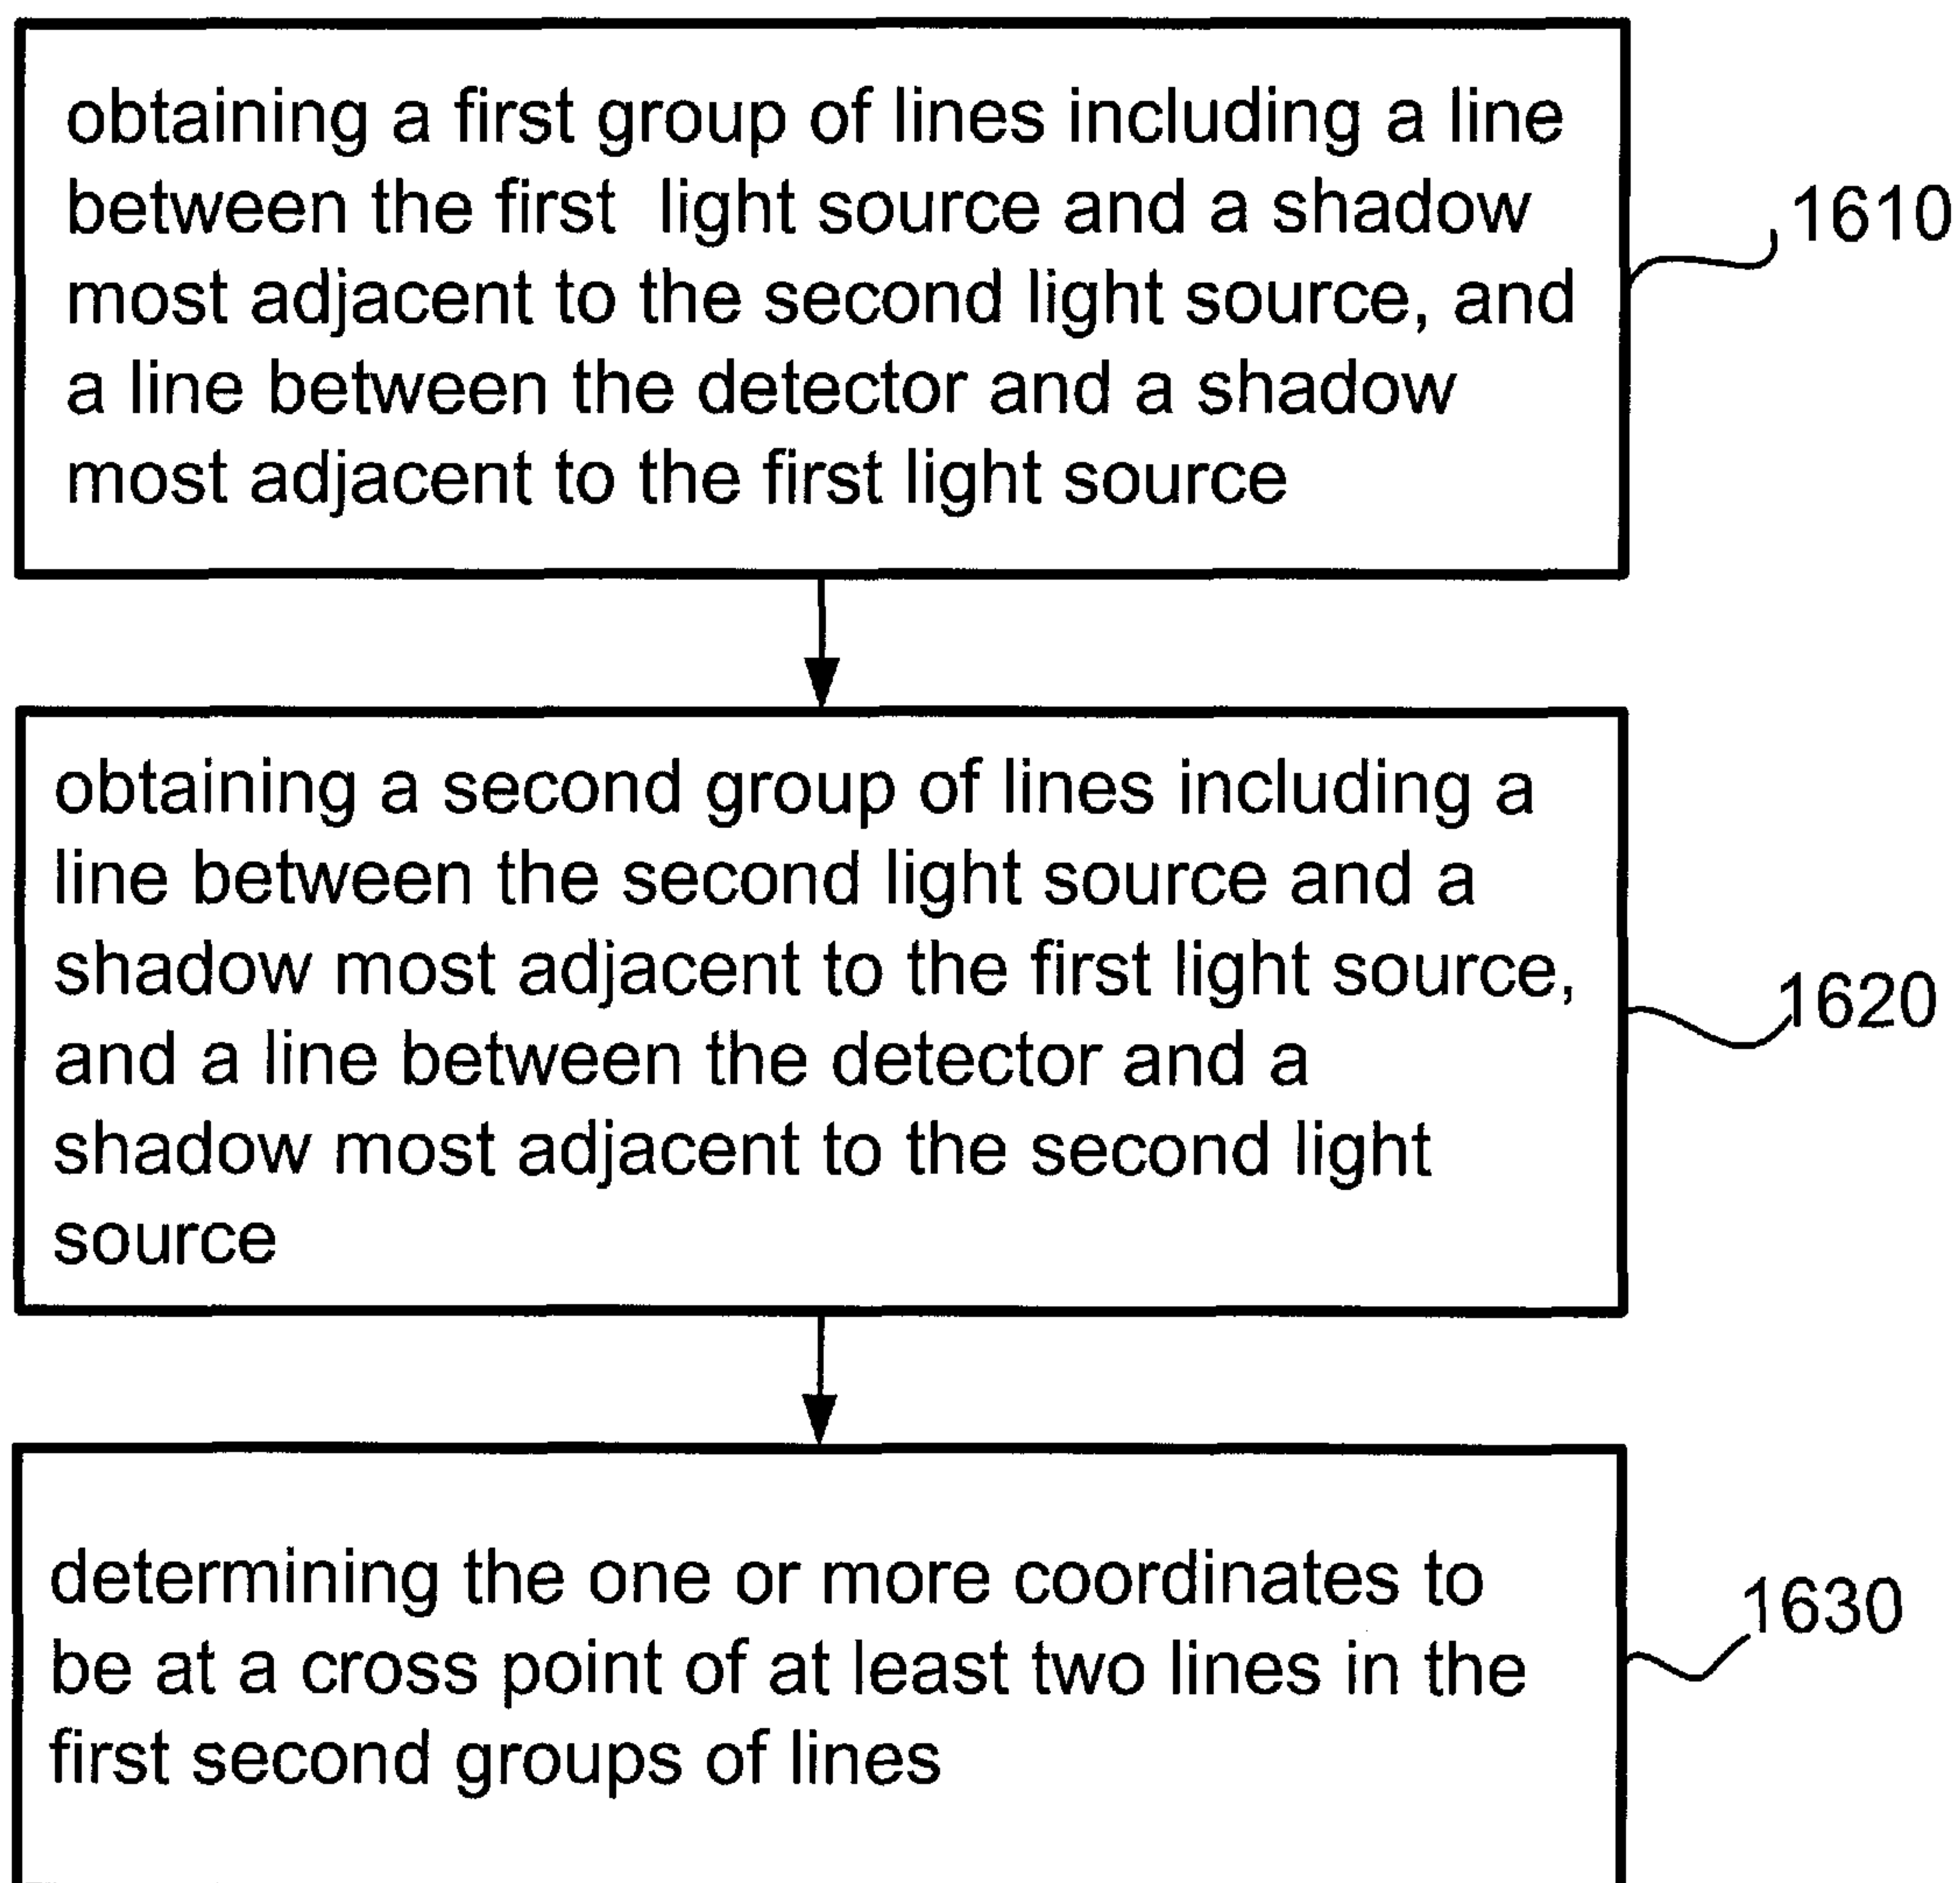 obtaining a first group of lines including a line
between the first light source and a shadow
most adjacent to the second light source, and
a line between the detector and a shadow
most adjacent to the first light source
1610
obtaining a second group of lines including a
line between the second light source and a
shadow most adjacent to the first light source,
and a line between the detector and a
shadow most adjacent to the second light
source
1620
determining the one or more coordinates to
be at a cross point of at least two lines in the
first second groups of lines
1630